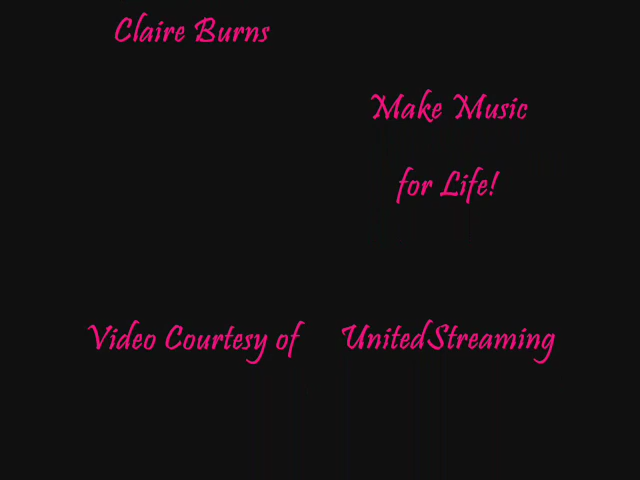 Claire Burns
Make Music
for Life!
Video Courtesy of UnitedStreaming